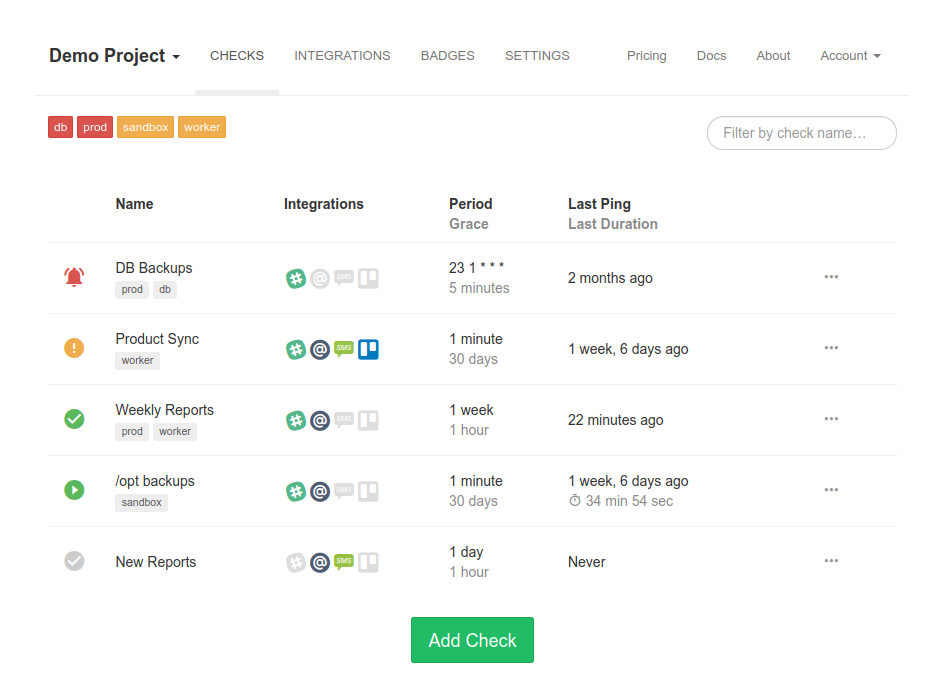 Demo Project CHECKS INTEGRATIONS BADGES SETTINGS Pricing Docs About Account
db prod sandbox worker Filter by check name…
Name Integrations Period Last Ping
Grace Last Duration
DB Backups SMS 23 1 * * * 2 months ago
prod db 5 minutes
Product Sync SMS 1 minute 1 week, 6 days ago
worker 30 days
Weekly Reports SMS 1 week 22 minutes ago
prod worker 1 hour
/opt backups SMS 1 minute 1 week, 6 days ago
sandbox 30 days 34 min 54 sec
New Reports SMS 1 day Never
1 hour
Add Check